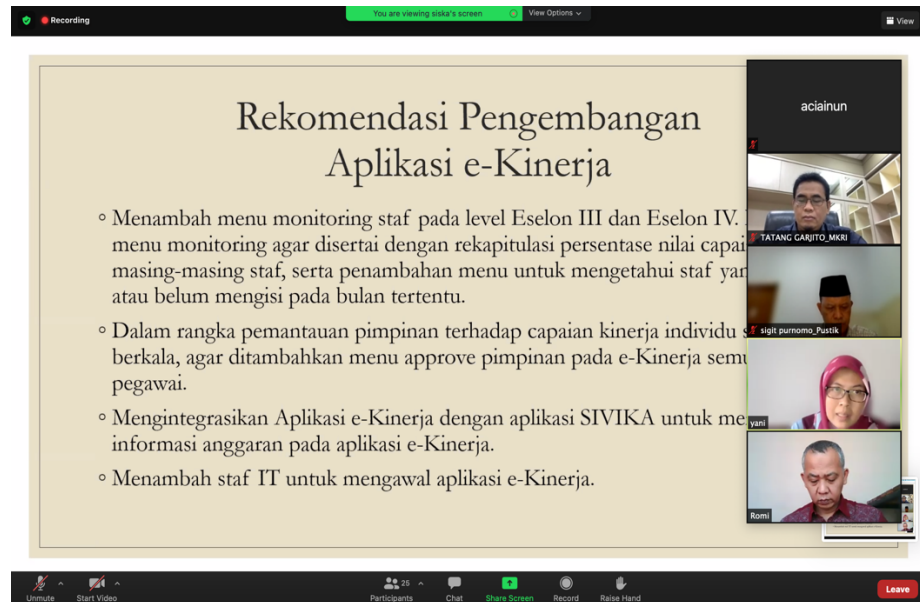 Recording
You are viewing siska's screen
View Options
View
Rekomendasi Pengembangan
Aplikasi e-Kinerja
Menambah menu monitoring staf pada level Eselon III dan Eselon IV.
menu monitoring agar disertai dengan rekapitulasi persentase nilai
masing-masing staf, serta penambahan menu untuk mengetahui staf
atau belum mengisi pada bulan tertentu.
Dalam rangka pemantauan pimpinan terhadap capaian kinerja individu
berkala, agar ditambahkan menu approve pimpinan pada e-Kinerja
pegawai.
Mengintegrasikan Aplikasi e-Kinerja dengan aplikasi SIVIKA untuk
informasi anggaran pada aplikasi e-Kinerja.
Menambah staf IT untuk mengawal aplikasi e-Kinerja.
aciainun
TATANG GARJITO_MKRI
sigit purnomo_Pustik
yani
Romi
Unmute
Start Video
25
Participants
Chat
Share Screen
Record
Raise Hand
Leave